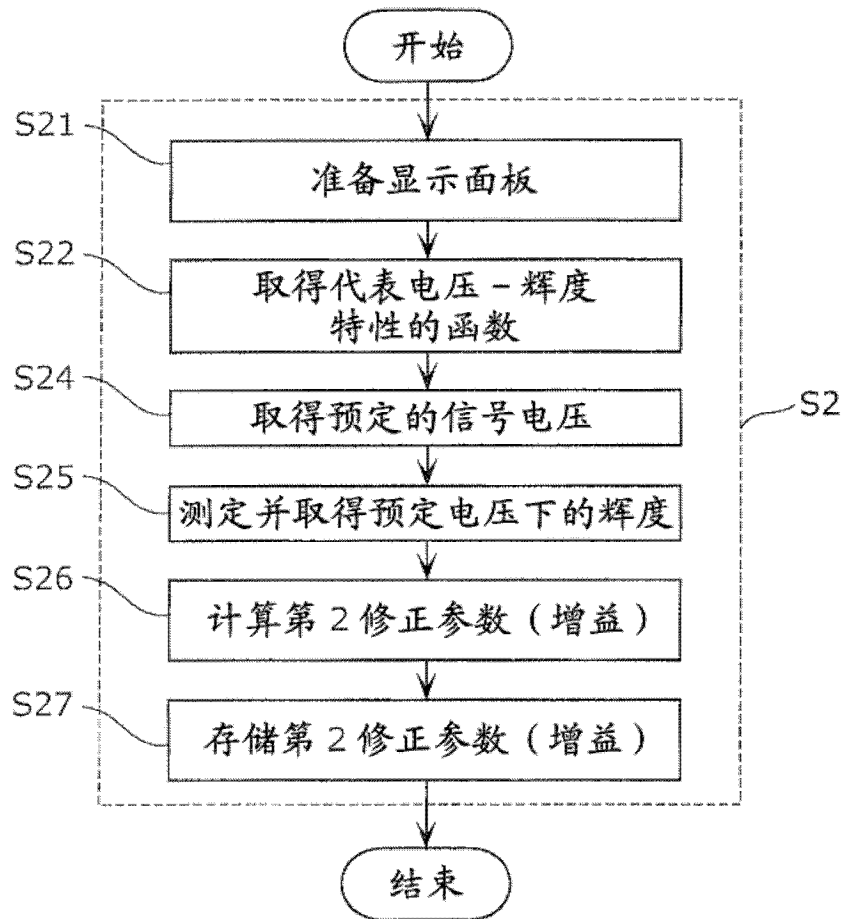 开始
S21
准备显示面板
S22
取得代表电压－辉度
特性的函数
S24
取得预定的信号电压
S2
S25
测定并取得预定电压下的辉度
S26
计算第2修正参数（增益）
S27
存储第2修正参数（增益）
结束